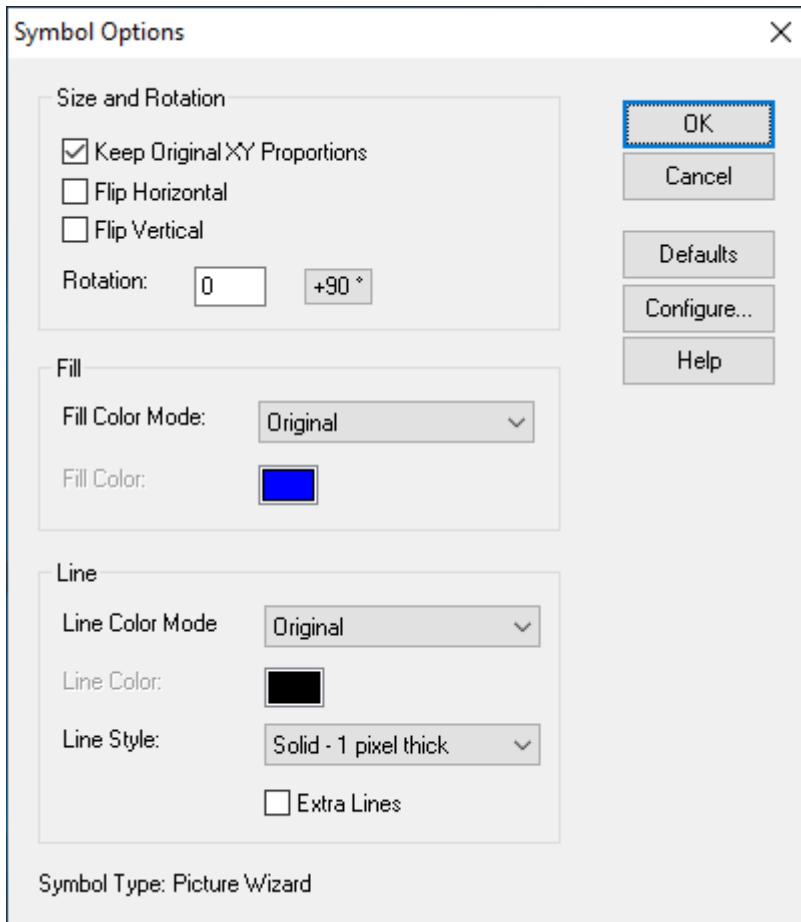 Symbol Options
Size and Rotation
Keep Original XY Proportions
Flip Horizontal
Flip Vertical
Rotation: 0 +90 °
OK
Cancel
Defaults
Configure...
Help
Fill
Fill Color Mode: Original
Fill Color:
Line
Line Color Mode Original
Line Color:
Line Style: Solid - 1 pixel thick
Extra Lines
Symbol Type: Picture Wizard